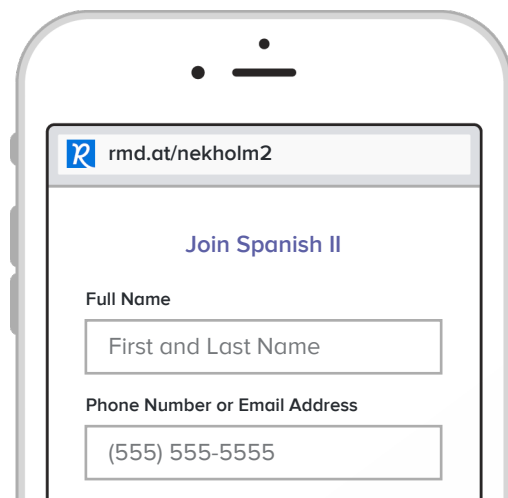 rmd.at/nekholm2
Join Spanish II
Full Name
First and Last Name
Phone Number or Email Address
(555) 555-5555